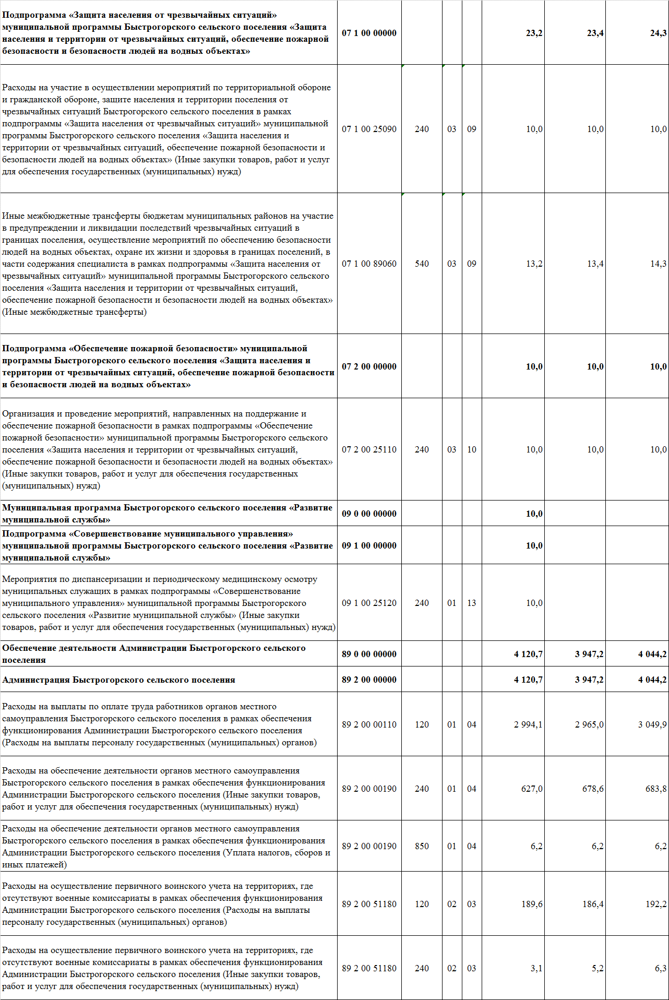 Подпрограмма «Защита населения от чрезвычайных ситуаций»
муниципальной программы Быстрогорского сельского поселения «Защита
населения и территории от чрезвычайных ситуаций, обеспечение пожарной
безопасности и безопасности людей на водных объектах»
07 1 00 00000 23,2 23,4 24,3
Расходы на участие в осуществлении мероприятий по территориальной обороне
и гражданской обороне, защите населения и территории поселения от
чрезвычайных ситуаций Быстрогорского сельского поселения в рамках
подпрограммы «Защита населения от чрезвычайных ситуаций» муниципальной
программы Быстрогорского сельского поселения «Защита населения и
территории от чрезвычайных ситуаций, обеспечение пожарной безопасности и
безопасности людей на водных объектах» (Иные закупки товаров, работ и услуг
для обеспечения государственных (муниципальных) нужд)
07 1 00 25090 240 03 09 10,0 10,0 10,0
Иные межбюджетные трансферты бюджетам муниципальных районов на участие
в предупреждении и ликвидации последствий чрезвычайных ситуаций в
границах поселения, осуществление мероприятий по обеспечению безопасности
людей на водных объектах, охране их жизни и здоровья в границах поселений, в
части содержания специалиста в рамках подпрограммы «Защита населения от
чрезвычайных ситуаций» муниципальной программы Быстрогорского сельского
поселения «Защита населения и территории от чрезвычайных ситуаций,
обеспечение пожарной безопасности и безопасности людей на водных объектах»
(Иные межбюджетные трансферты)
07 1 00 89060 540 03 09 13,2 13,4 14,3
Подпрограмма «Обеспечение пожарной безопасности» муниципальной
программы Быстрогорского сельского поселения «Защита населения и
территории от чрезвычайных ситуаций, обеспечение пожарной безопасности
и безопасности людей на водных объектах»
07 2 00 00000 10,0 10,0 10,0
Организация и проведение мероприятий, направленных на поддержание и
обеспечение пожарной безопасности в рамках подпрограммы «Обеспечение
пожарной безопасности» муниципальной программы Быстрогорского сельского
поселения «Защита населения и территории от чрезвычайных ситуаций,
обеспечение пожарной безопасности и безопасности людей на водных объектах»
(Иные закупки товаров, работ и услуг для обеспечения государственных
(муниципальных) нужд)
07 2 00 25110 240 03 10 10,0 10,0 10,0
Муниципальная программа Быстрогорского сельского поселения «Развитие
муниципальной службы»
09 0 00 00000 10,0
Подпрограмма «Совершенствование муниципального управления»
муниципальной программы Быстрогорского сельского поселения «Развитие
муниципальной службы»
09 1 00 00000 10,0
Мероприятия по диспансеризации и периодическому медицинскому осмотру
муниципальных служащих в рамках подпрограммы «Совершенствование
муниципального управления» муниципальной программы Быстрогорского
сельского поселения «Развитие муниципальной службы» (Иные закупки
товаров, работ и услуг для обеспечения государственных (муниципальных) нужд)
09 1 00 25120 240 01 13 10,0
Обеспечение деятельности Администрации Быстрогорского сельского
поселения
89 0 00 00000 4 120,7 3 947,2 4 044,2
Администрация Быстрогорского сельского поселения
89 2 00 00000 4 120,7 3 947,2 4 044,2
Расходы на выплаты по оплате труда работников органов местного
самоуправления Быстрогорского сельского поселения в рамках обеспечения
функционирования Администрации Быстрогорского сельского поселения
(Расходы на выплаты персоналу государственных (муниципальных) органов)
89 2 00 00110 120 01 04 2 994,1 2 965,0 3 049,9
Расходы на обеспечение деятельности органов местного самоуправления
Быстрогорского сельского поселения в рамках обеспечения функционирования
Администрации Быстрогорского сельского поселения (Иные закупки товаров,
работ и услуг для обеспечения государственных (муниципальных) нужд)
89 2 00 00190 240 01 04 627,0 678,6 683,8
Расходы на обеспечение деятельности органов местного самоуправления
Быстрогорского сельского поселения в рамках обеспечения функционирования
Администрации Быстрогорского сельского поселения (Уплата налогов, сборов и
иных платежей)
89 2 00 00190 850 01 04 6,2 6,2 6,2
Расходы на осуществление первичного воинского учета на территориях, где
отсутствуют военные комиссариаты в рамках обеспечения функционирования
Администрации Быстрогорского сельского поселения (Расходы на выплаты
персоналу государственных (муниципальных) органов)
89 2 00 51180 120 02 03 189,6 186,4 192,2
Расходы на осуществление первичного воинского учета на территориях, где
отсутствуют военные комиссариаты в рамках обеспечения функционирования
Администрации Быстрогорского сельского поселения (Иные закупки товаров,
работ и услуг для обеспечения государственных (муниципальных) нужд)
89 2 00 51180 240 02 03 3,1 5,2 6,3